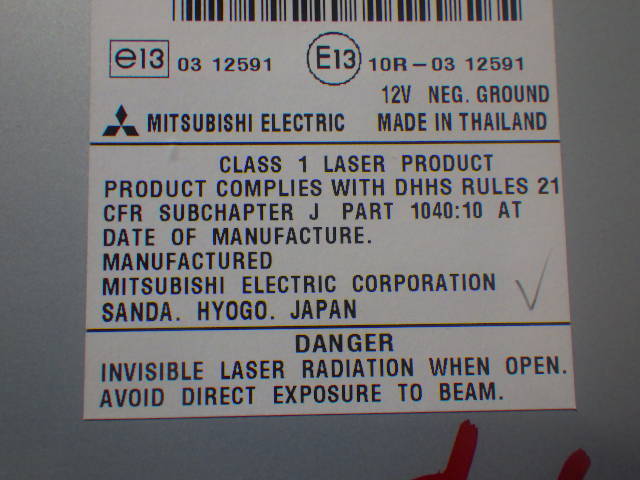 e13 03 12591 E13 10R-03 12591
12V NEG. GROUND
MITSUBISHI ELECTRIC MADE IN THAILAND
CLASS 1 LASER PRODUCT
PRODUCT COMPLIES WITH DHHS RULES 21
CFR SUBCHAPTER J PART 1040:10 AT
DATE OF MANUFACTURE.
MANUFACTURED
MITSUBISHI ELECTRIC CORPORATION
SANDA. HYOGO. JAPAN
DANGER
INVISIBLE LASER RADIATION WHEN OPEN.
AVOID DIRECT EXPOSURE TO BEAM.